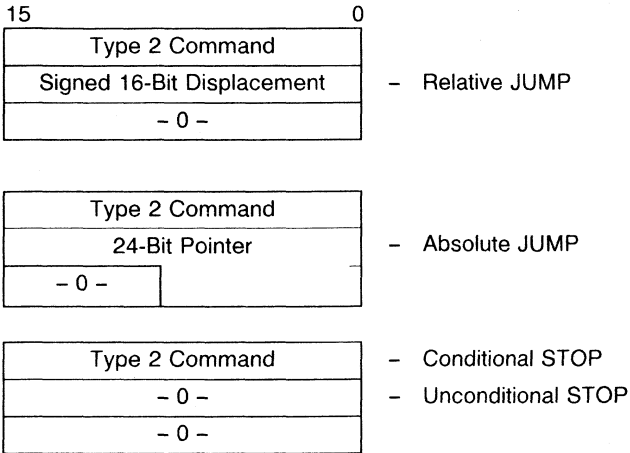 15 0
Type 2 Command
Signed 16-Bit Displacement – Relative JUMP
– 0 –
Type 2 Command
24-Bit Pointer – Absolute JUMP
– 0 –
Type 2 Command – Conditional STOP
– 0 – – Unconditional STOP
– 0 –